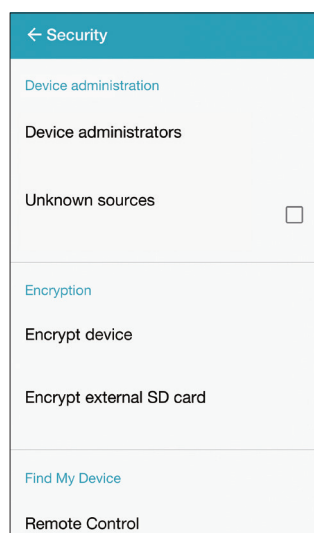 ← Security
Device administration
Device administrators
Unknown sources
Encryption
Encrypt device
Encrypt external SD card
Find My Device
Remote Control